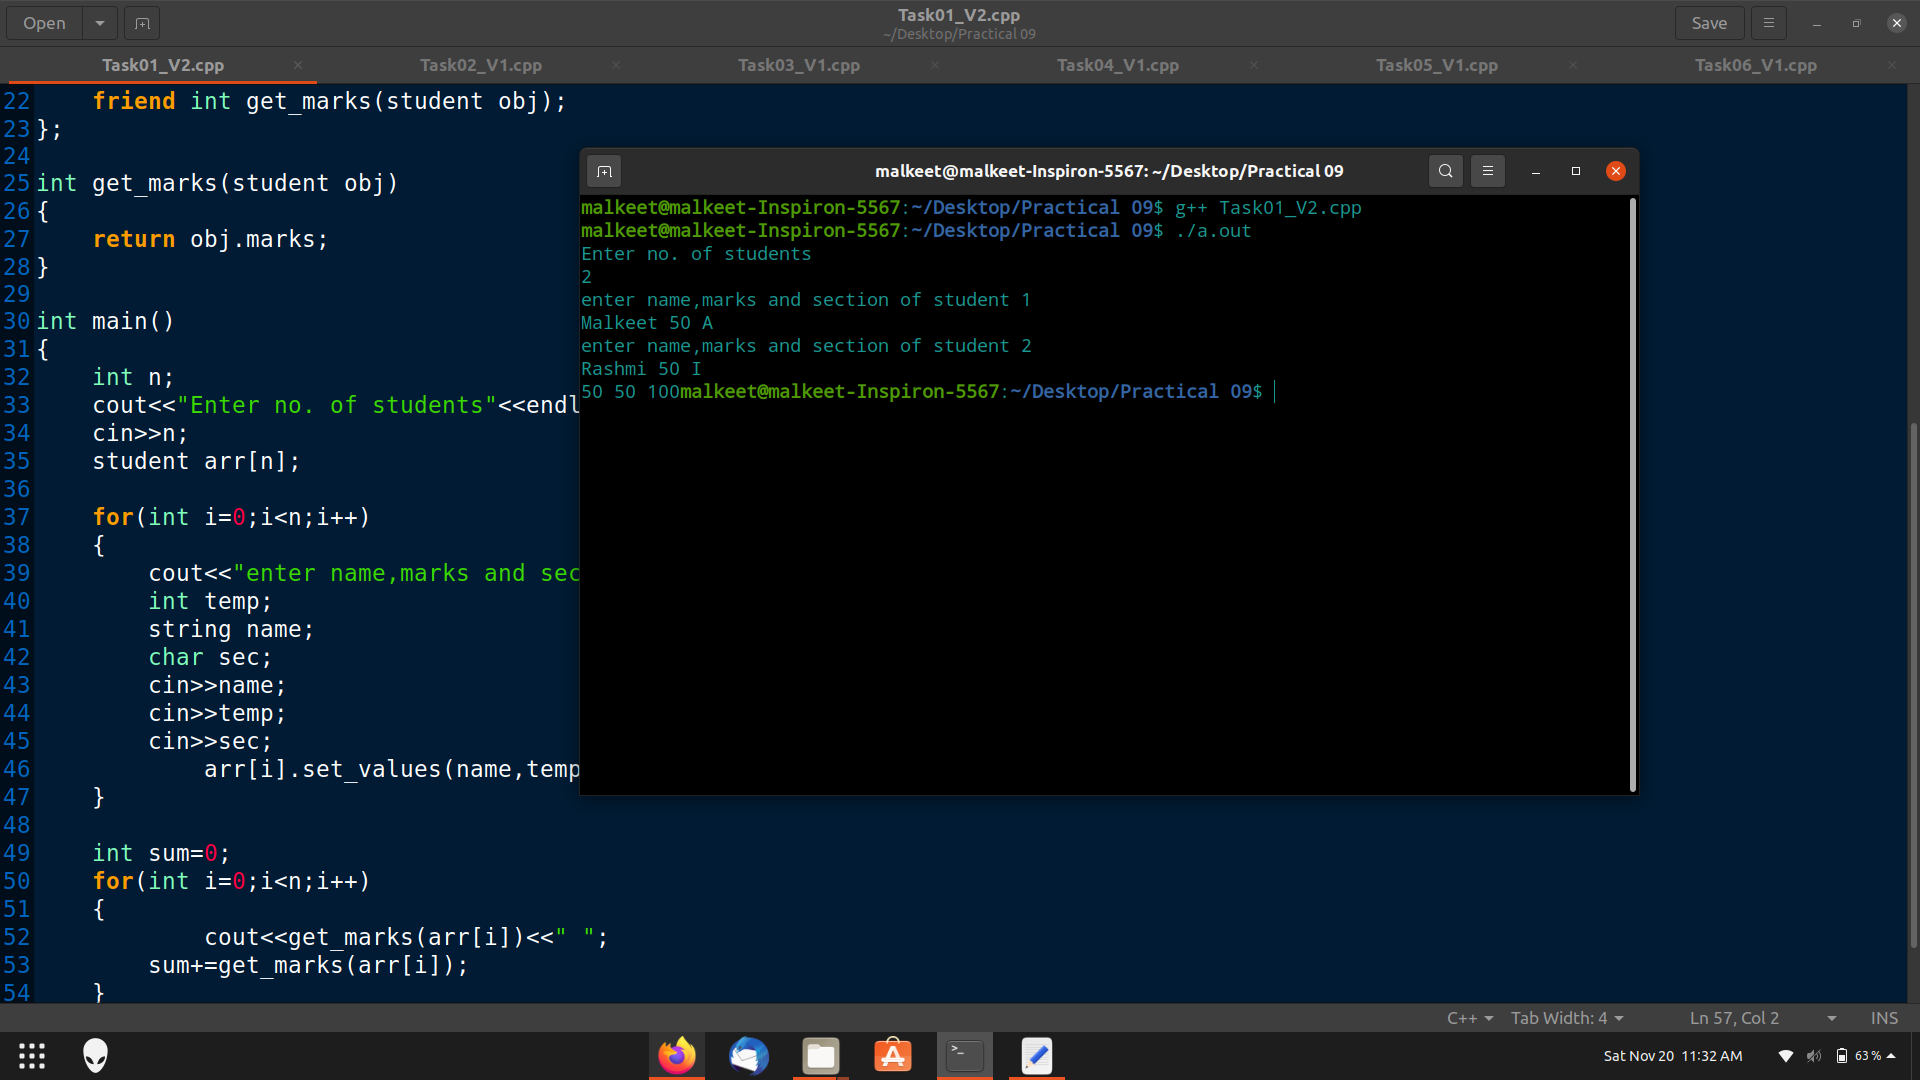 Open
Task01_V2.cpp
~/Desktop/Practical 09
Save
Task01_V2.cpp
Task02_V1.cpp
Task03_V1.cpp
Task04_V1.cpp
Task05_V1.cpp
Task06_V1.cpp
22 friend int get_marks(student obj);
23 };
24
25 int get_marks(student obj)
26 {
27 return obj.marks;
28 }
29
30 int main()
31 {
32 int n;
33 cout<<"Enter no. of students"<<endl
34 cin>>n;
35 student arr[n];
36
37 for(int i=0;i<n;i++)
38 {
39 cout<<"enter name,marks and sec
40 int temp;
41 string name;
42 char sec;
43 cin>>name;
44 cin>>temp;
45 cin>>sec;
46 arr[i].set_values(name,temp
47 }
48
49 int sum=0;
50 for(int i=0;i<n;i++)
51 {
52 cout<<get_marks(arr[i])<<" ";
53 sum+=get_marks(arr[i]);
54 }
malkeet@malkeet-Inspiron-5567: ~/Desktop/Practical 09
malkeet@malkeet-Inspiron-5567:~/Desktop/Practical 09$ g++ Task01_V2.cpp
malkeet@malkeet-Inspiron-5567:~/Desktop/Practical 09$ ./a.out
Enter no. of students
2
enter name,marks and section of student 1
Malkeet 50 A
enter name,marks and section of student 2
Rashmi 50 I
50 50 100malkeet@malkeet-Inspiron-5567:~/Desktop/Practical 09$
C++
Tab Width: 4
Ln 57, Col 2
INS
Sat Nov 20 11:32 AM
63 %